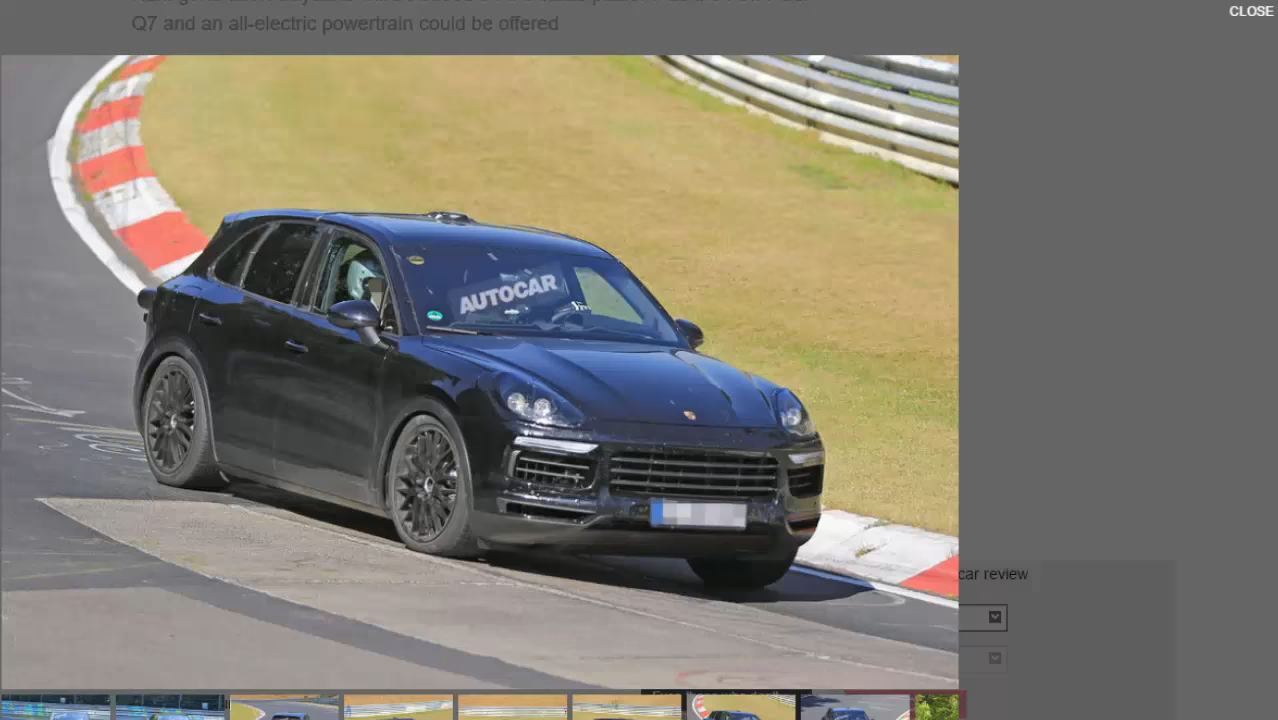 Q7 and an all-electric powertrain could be offered
CLOSE
AUTOCAR
car review